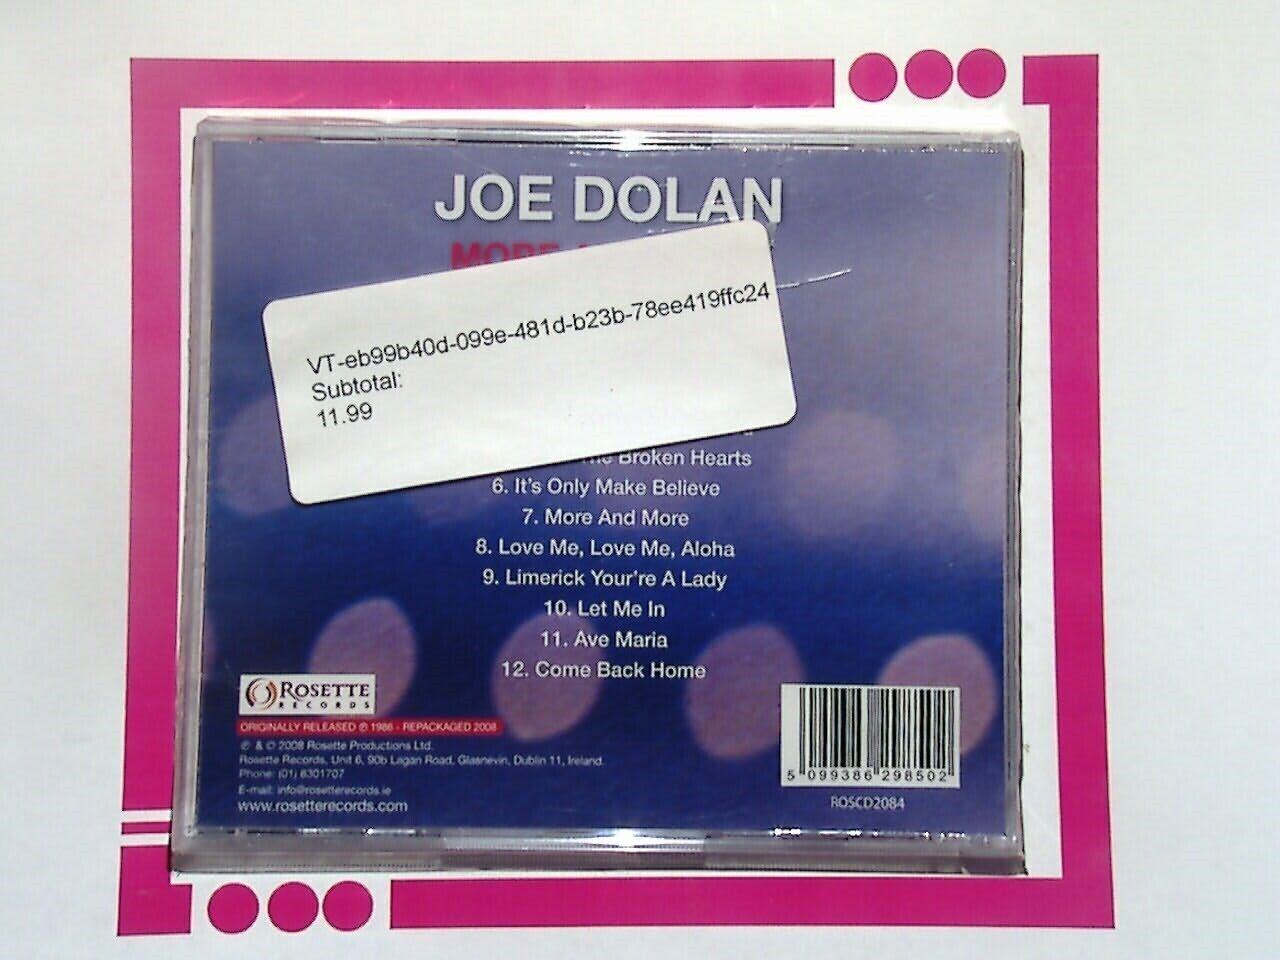 JOE DOLAN
MORE
VT-eb99b40d-099e-481d-b23b-78ee419ffc24
Subtotal:
11.99
The Broken Hearts
6. It's Only Make Believe
7. More And More
8. Love Me, Love Me, Aloha
9. Limerick Your're A Lady
10. Let Me In
11. Ave Maria
12. Come Back Home
ROSETTE
RECORDS
ORIGINALLY RELEASED ℗ 1986 - REPACKAGED 2008
℗ & © 2008 Rosette Productions Ltd.
Rosette Records, Unit 6, 90b Lagan Road, Glasnevin, Dublin 11, Ireland.
Phone: (01) 8301707
E-mail: info@rosetterecords.ie
www.rosetterecords.com
5 099386 298502
ROSCD2084